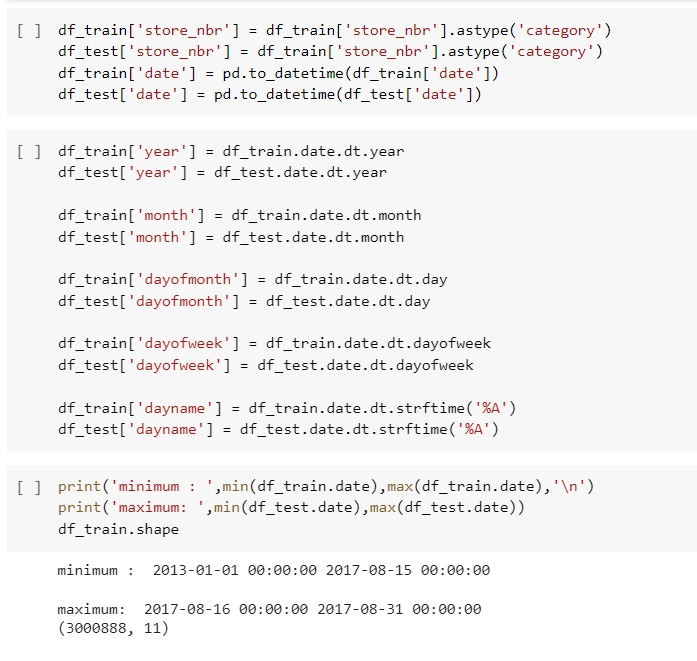 [ ] df_train['store_nbr'] = df_train['store_nbr'].astype('category')
df_test['store_nbr'] = df_train['store_nbr'].astype('category')
df_train['date'] = pd.to_datetime(df_train['date'])
df_test['date'] = pd.to_datetime(df_test['date'])
[ ] df_train['year'] = df_train.date.dt.year
df_test['year'] = df_test.date.dt.year
df_train['month'] = df_train.date.dt.month
df_test['month'] = df_test.date.dt.month
df_train['dayofmonth'] = df_train.date.dt.day
df_test['dayofmonth'] = df_test.date.dt.day
df_train['dayofweek'] = df_train.date.dt.dayofweek
df_test['dayofweek'] = df_test.date.dt.dayofweek
df_train['dayname'] = df_train.date.dt.strftime('%A')
df_test['dayname'] = df_test.date.dt.strftime('%A')
[ ] print('minimum : ',min(df_train.date),max(df_train.date),'\n')
print('maximum: ',min(df_test.date),max(df_test.date))
df_train.shape
minimum :  2013-01-01 00:00:00 2017-08-15 00:00:00
maximum:  2017-08-16 00:00:00 2017-08-31 00:00:00
(3000888, 11)